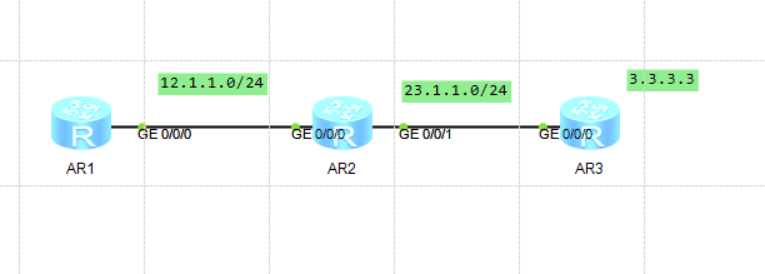 12.1.1.0/24
23.1.1.0/24
3.3.3.3
R
GE 0/0/0
GE 0/0/0
R
GE 0/0/1
GE 0/0/0
R
AR1
AR2
AR3